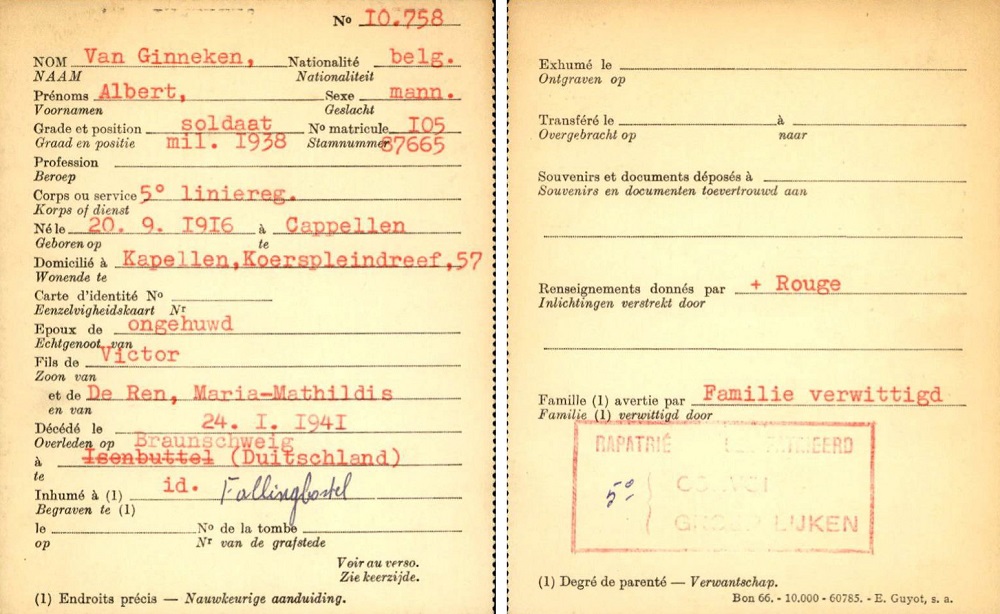 Nº 10.758
NOM Van Ginneken, Nationalité belg.
NAAM Nationaliteit
Prénoms Albert, Sexe mann.
Voornamen Geslacht
Grade et position soldaat Nº matricule I05
Graad en positie mil. I938 Stamnummer 87665
Profession
Beroep
Corps ou service 5° liniereg.
Korps of dienst
Né le 20. 9. I9I6 à Cappellen
Geboren op te
Domicilié à Kapellen,Koerspleindreef,57
Wonende te
Carte d'identité Nº
Eenzelvigheidskaart Nr
Epoux de ongehuwd
Echtgenoot van
Fils de Victor
Zoon van
et de De Ren, Maria-Mathildis
en van
Décédé le 24. I. I94I
Overleden op Braunschweig
à Isenbuttel (Duitschland)
te
Inhumé à (1) id. Fallingbostel
Begraven te (1)
le Nº de la tombe
op Nr van de grafstede
Voir au verso.
Zie keerzijde.
(1) Endroits précis — Nauwkeurige aanduiding.
Exhumé le
Ontgraven op
Transféré le à
Overgebracht op naar
Souvenirs et documents déposés à
Souvenirs en documenten toevertrouwd aan
Renseignements donnés par + Rouge
Inlichtingen verstrekt door
Famille (1) avertie par Familie verwittigd
Familie (1) verwittigd door
RAPATRIÉ
5º
LIJKEN
(1) Degré de parenté — Verwantschap.
Bon 66. - 10.000 - 60785. - E. Guyot, s. a.